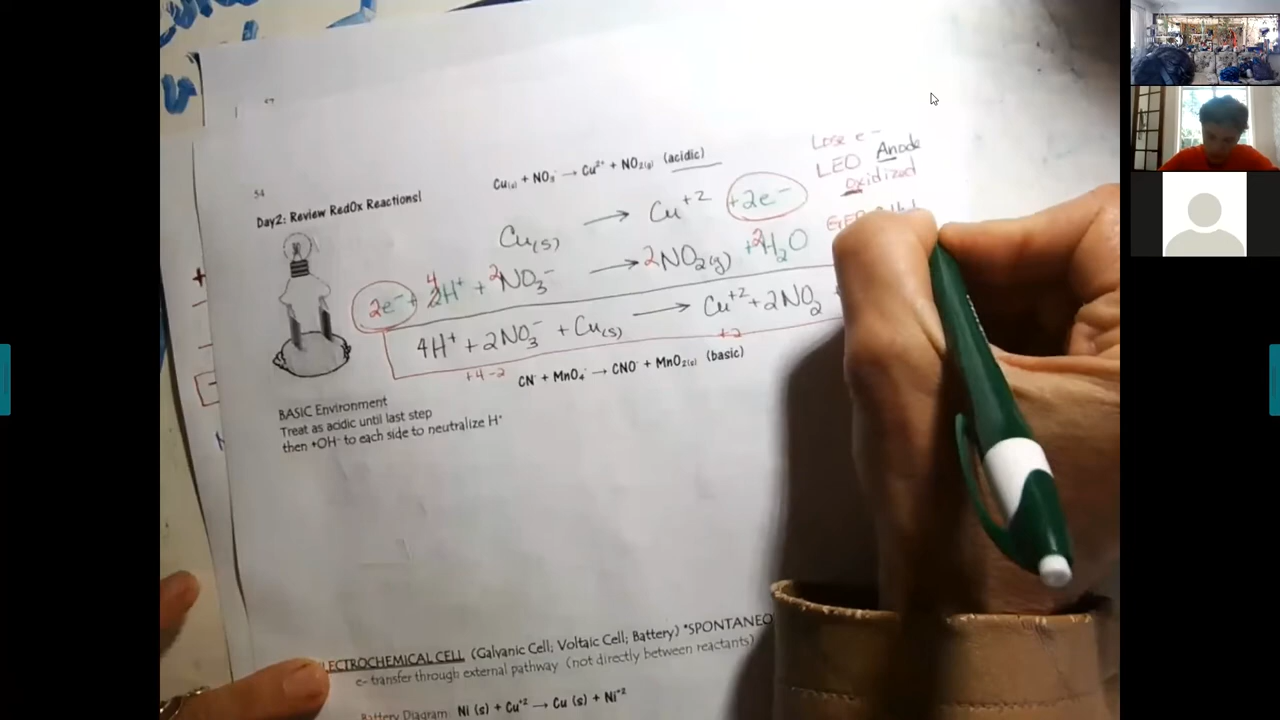 54
Day2: Review RedOx Reactions!
Cu(s) + NO3- → Cu2+ + NO2(g) (acidic)
Lose e-
LEO Anode
oxidized
Cu(s) → Cu+2 +2e-
2e- + 4H+ + 2NO3- → 2NO2(g) +2H2O
4H+ + 2NO3- + Cu(s) → Cu+2 + 2NO2
+4 -2
+2
CN- + MnO4- → CNO- + MnO2(s) (basic)
BASIC Environment
Treat as acidic until last step
then +OH- to each side to neutralize H+
LECTROCHEMICAL CELL (Galvanic Cell; Voltaic Cell; Battery) *SPONTANEO
e- transfer through external pathway (not directly between reactants)
Battery Diagram: Ni (s) + Cu+2 → Cu (s) + Ni+2